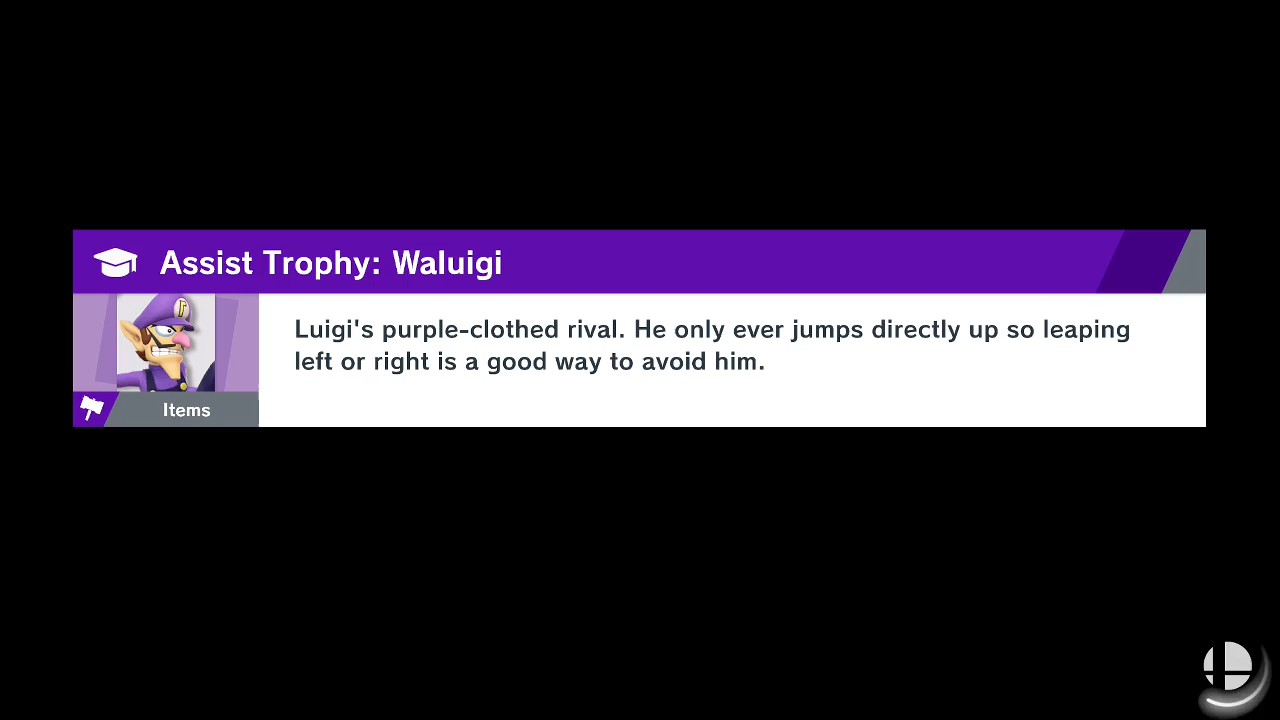 Assist Trophy: Waluigi
Luigi's purple-clothed rival. He only ever jumps directly up so leaping
left or right is a good way to avoid him.
Items